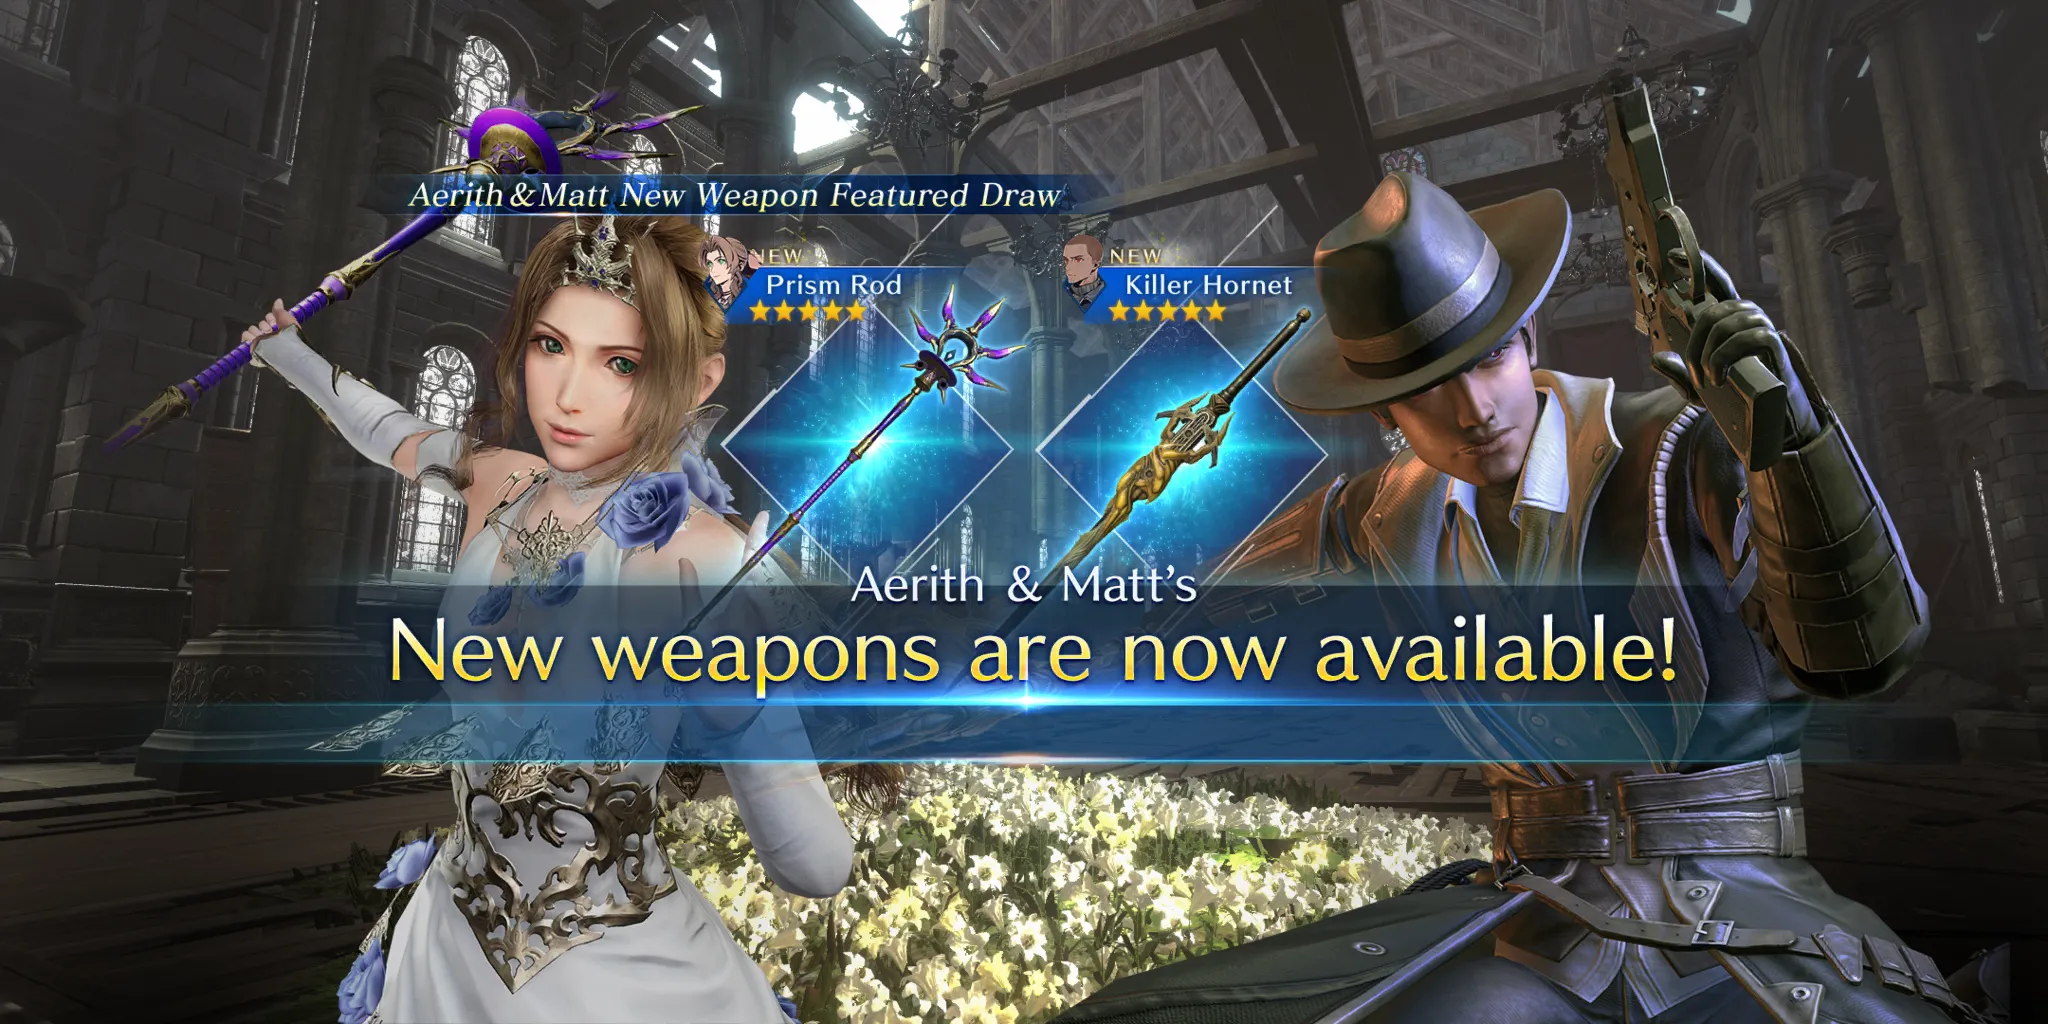 Aerith & Matt New Weapon Featured Draw
NEW
Prism Rod
NEW
Killer Hornet
Aerith & Matt's
New weapons are now available!